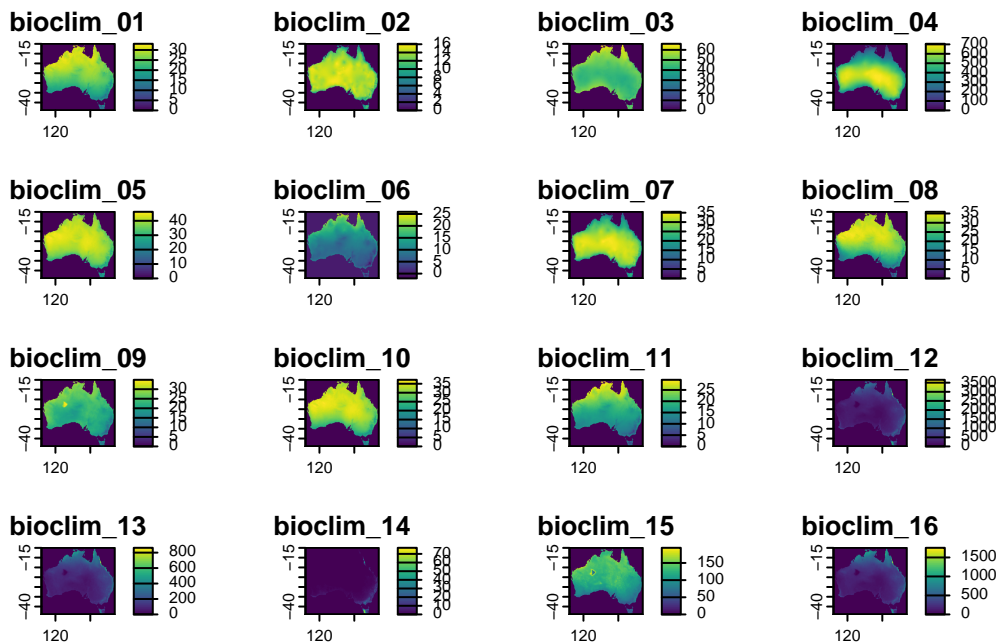 bioclim_01 bioclim_02 bioclim_03 bioclim_04
−15 −40 120 30 25 20 15 10 5 0
−15 −40 120 16 14 12 10 8 6 4 2 0
−15 −40 120 60 50 40 30 20 10 0
−15 −40 120 700 600 500 400 300 200 100 0
bioclim_05 bioclim_06 bioclim_07 bioclim_08
−15 −40 120 40 30 20 10 0
−15 −40 120 25 20 15 10 5 0
−15 −40 120 35 30 25 20 15 10 5 0
−15 −40 120 35 30 25 20 15 10 5 0
bioclim_09 bioclim_10 bioclim_11 bioclim_12
−15 −40 120 30 25 20 15 10 5 0
−15 −40 120 35 30 25 20 15 10 5 0
−15 −40 120 25 20 15 10 5 0
−15 −40 120 3500 3000 2500 2000 1500 1000 500 0
bioclim_13 bioclim_14 bioclim_15 bioclim_16
−15 −40 120 800 600 400 200 0
−15 −40 120 70 60 50 40 30 20 10 0
−15 −40 120 150 100 50 0
−15 −40 120 1500 1000 500 0